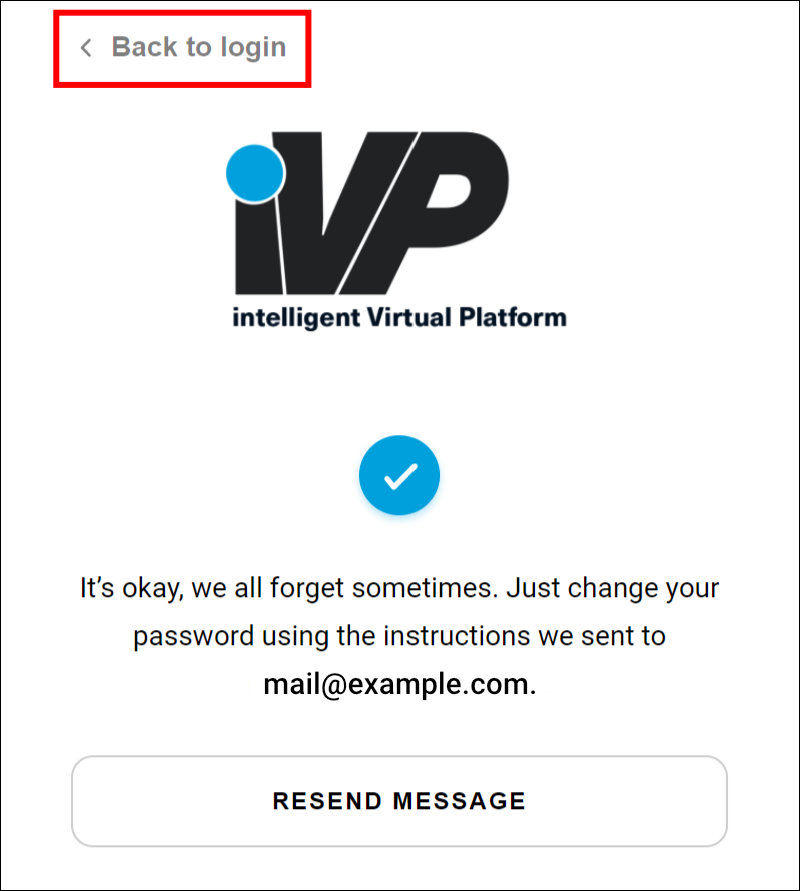 Back to login
iVP
intelligent Virtual Platform
It’s okay, we all forget sometimes. Just change your
password using the instructions we sent to
mail@example.com.
RESEND MESSAGE